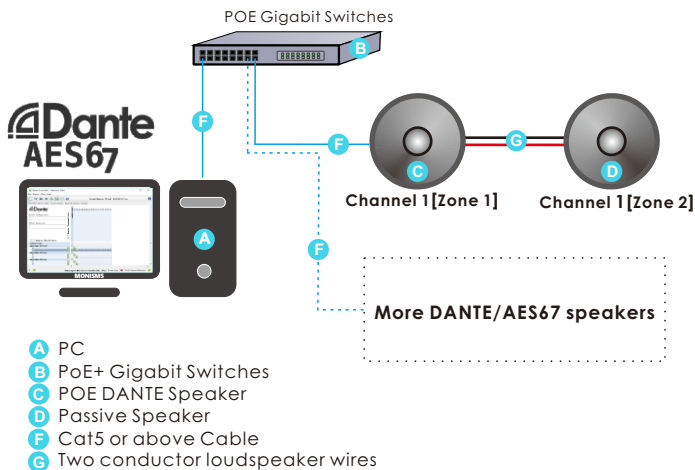 POE Gigabit Switches
B
Dante
AES67
F
F
G
C
D
Channel 1[Zone 1]
Channel 1[Zone 2]
Dante
A
MONISMS
F
More DANTE/AES67 speakers
A PC
B PoE+ Gigabit Switches
C POE DANTE Speaker
D Passive Speaker
F Cat5 or above Cable
G Two conductor loudspeaker wires